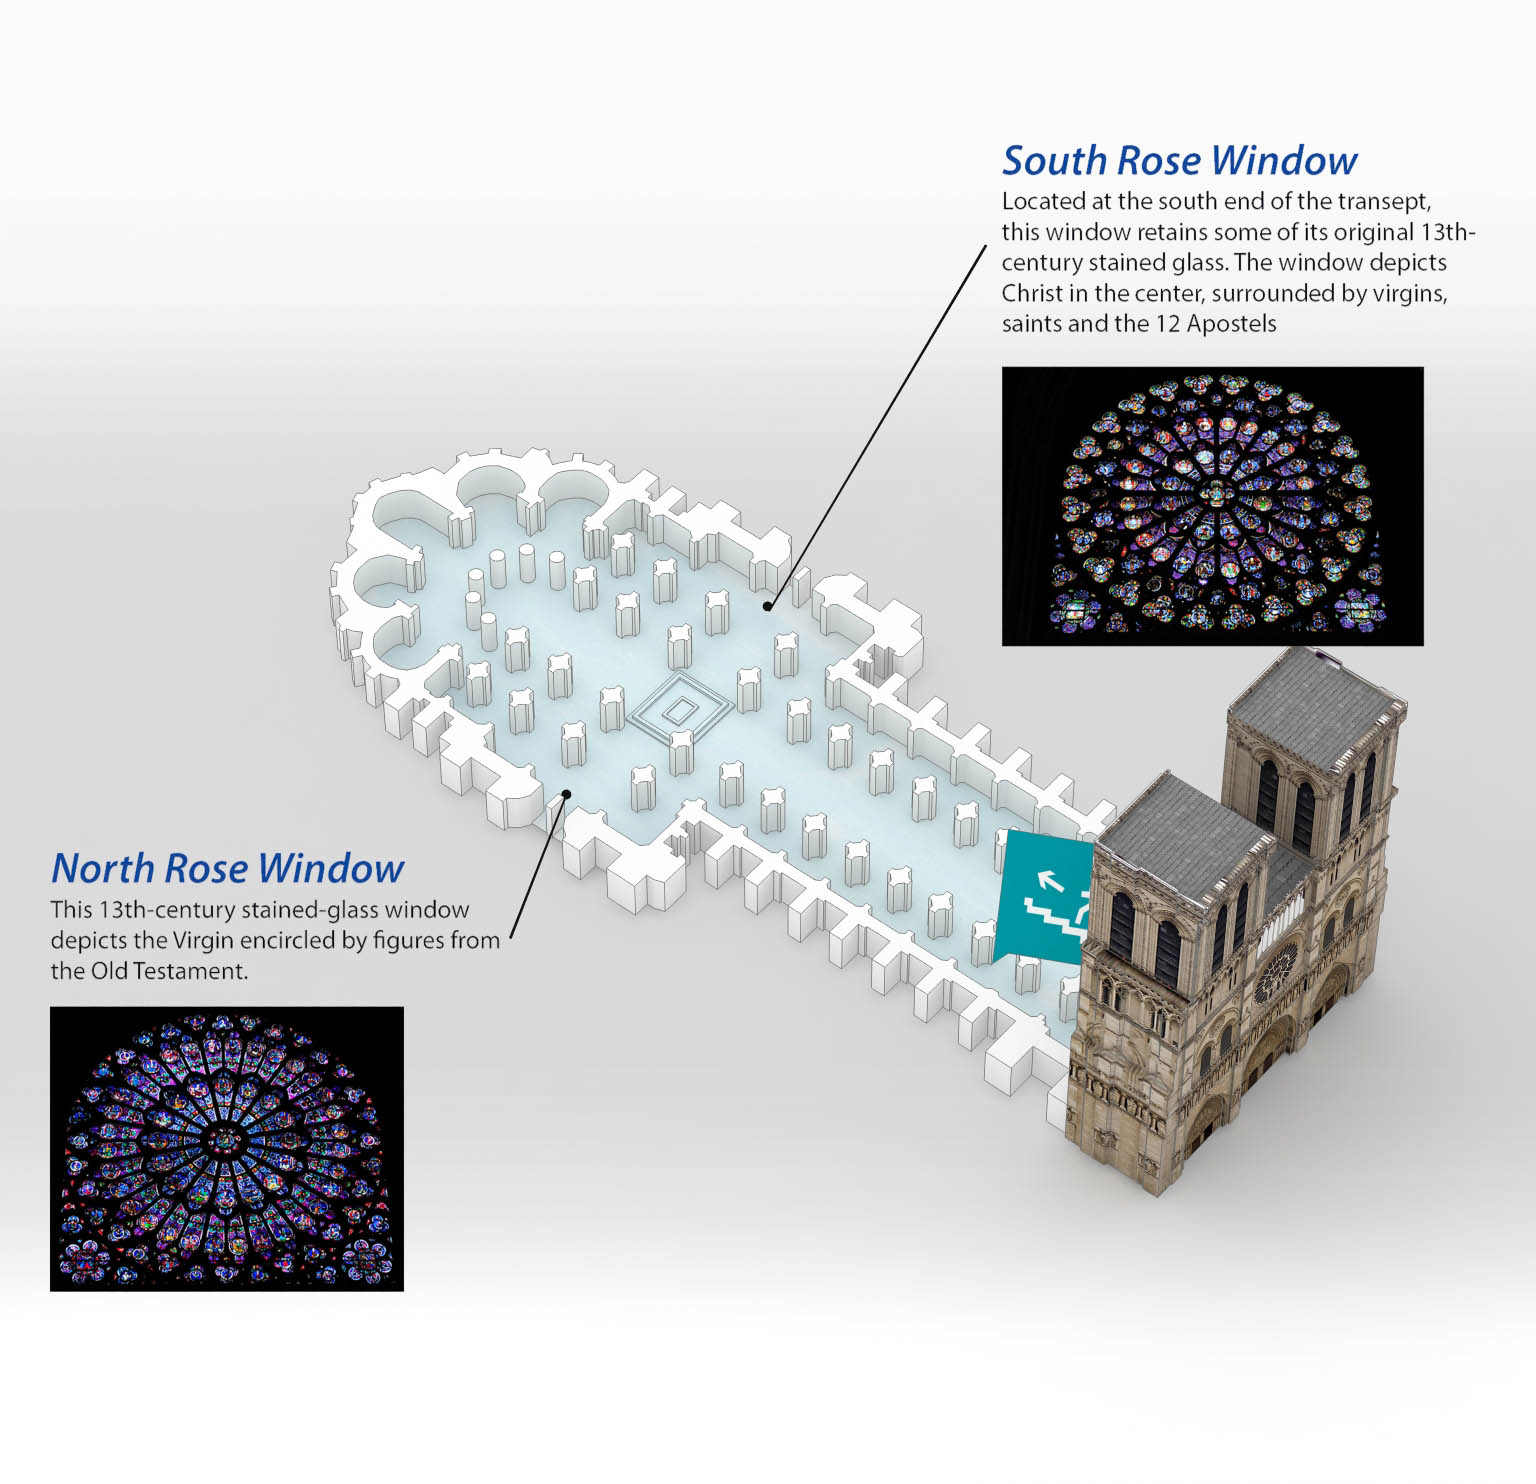 South Rose Window
Located at the south end of the transept,
this window retains some of its original 13th-
century stained glass. The window depicts
Christ in the center, surrounded by virgins,
saints and the 12 Apostels
North Rose Window
This 13th-century stained-glass window
depicts the Virgin encircled by figures from
the Old Testament.